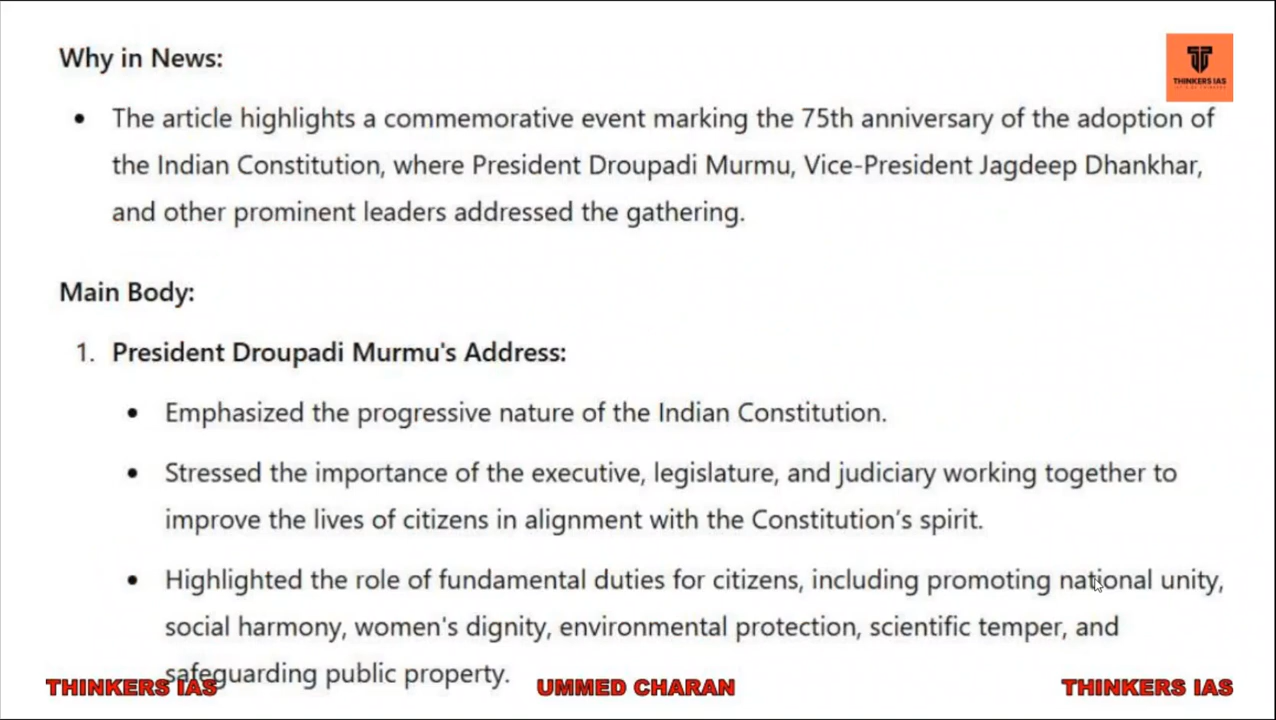 Why in News:
THINKERS IAS
• The article highlights a commemorative event marking the 75th anniversary of the adoption of
the Indian Constitution, where President Droupadi Murmu, Vice-President Jagdeep Dhankhar,
and other prominent leaders addressed the gathering.
Main Body:
1. President Droupadi Murmu's Address:
• Emphasized the progressive nature of the Indian Constitution.
• Stressed the importance of the executive, legislature, and judiciary working together to
improve the lives of citizens in alignment with the Constitution's spirit.
• Highlighted the role of fundamental duties for citizens, including promoting national unity,
social harmony, women's dignity, environmental protection, scientific temper, and
safeguarding public property.
THINKERS IAS UMMED CHARAN THINKERS IAS